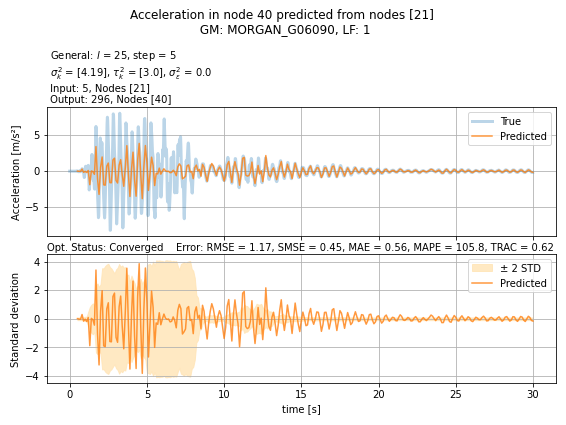 Acceleration in node 40 predicted from nodes [21]
GM: MORGAN_G06090, LF: 1
General: l = 25, step = 5
σ²ₖ = [4.19], τ²ₖ = [3.0], σ²ε = 0.0
Input: 5, Nodes [21]
Output: 296, Nodes [40]
True
Predicted
5
0
−5
Acceleration [m/s²]
Opt. Status: Converged    Error: RMSE = 1.17, SMSE = 0.45, MAE = 0.56, MAPE = 105.8, TRAC = 0.62
± 2 STD
Predicted
4
2
0
−2
−4
Standard deviation
0 5 10 15 20 25 30
time [s]